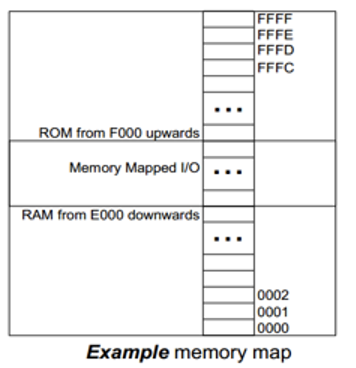 FFFF
FFFE
FFFD
FFFC
...
ROM from F000 upwards
Memory Mapped I/O ...
RAM from E000 downwards
...
0002
0001
0000
Example memory map